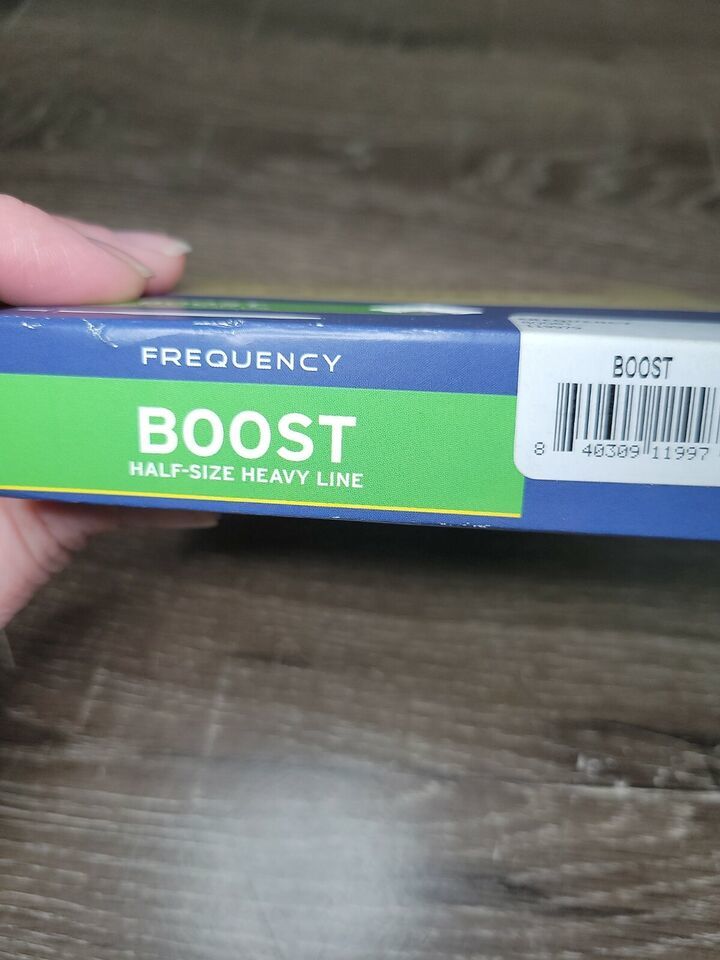 FREQUENCY
BOOST
HALF-SIZE HEAVY LINE
BOOST
8 40309 11997